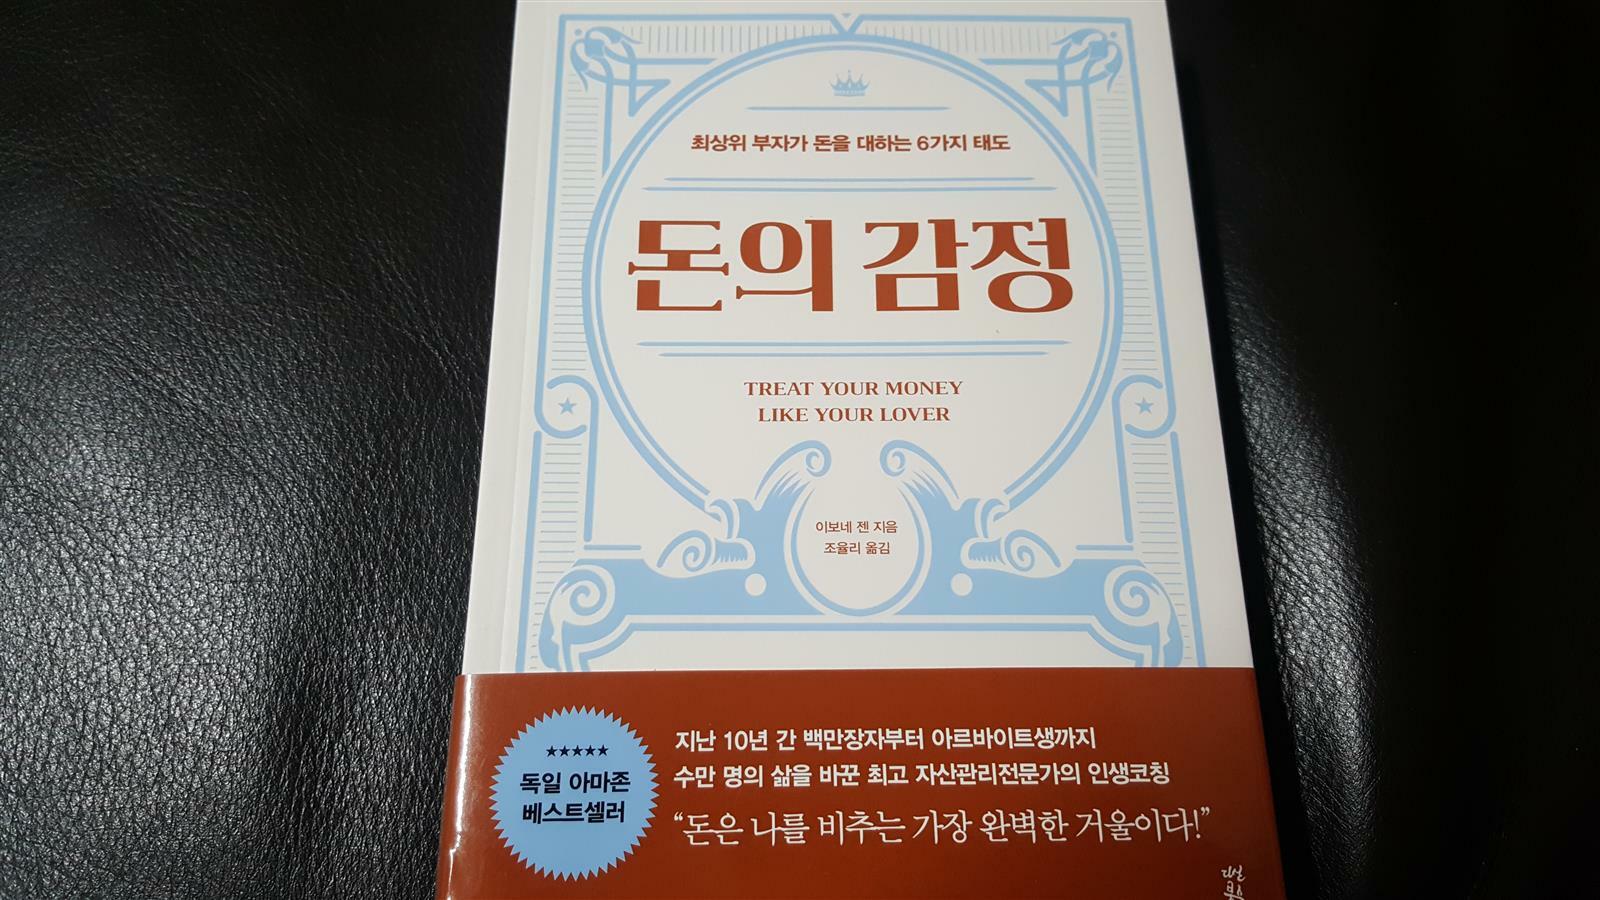 최상위 부자가 돈을 대하는 6가지 태도
돈의 감정
TREAT YOUR MONEY
LIKE YOUR LOVER
이보네 젠 지음
조율리 옮김
★★★★★
독일 아마존
베스트셀러
지난 10년 간 백만장자부터 아르바이트생까지
수만 명의 삶을 바꾼 최고 자산관리전문가의 인생코칭
“돈은 나를 비추는 가장 완벽한 거울이다!”
다산
북스